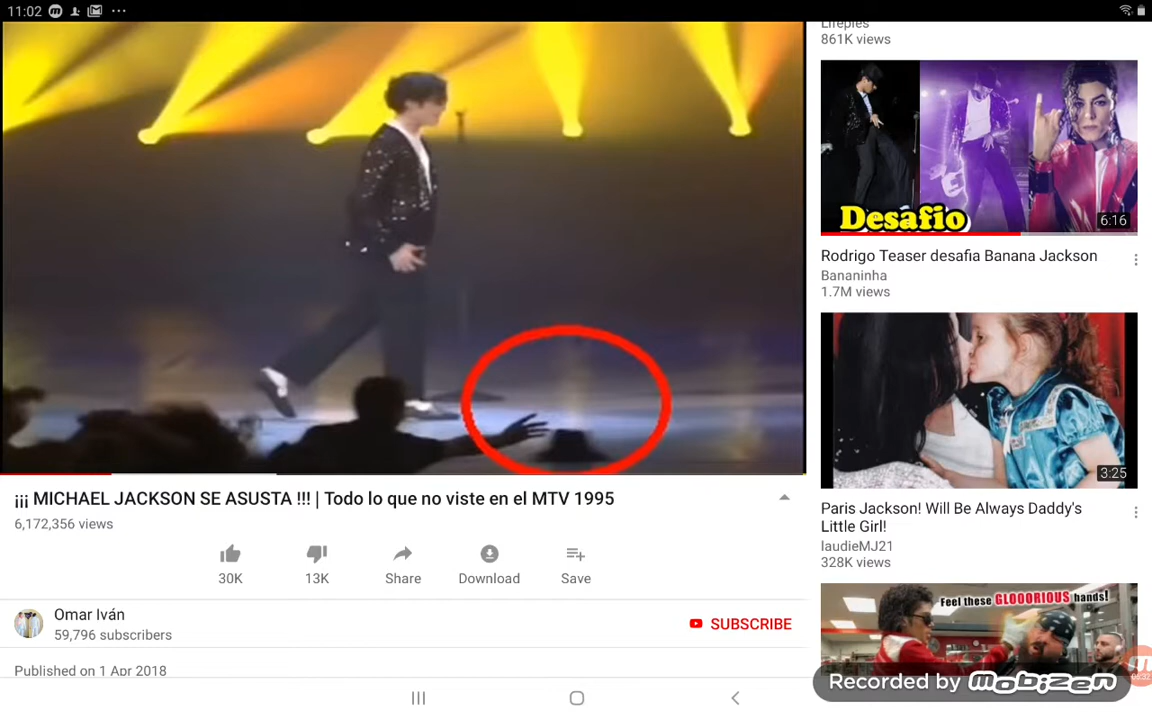 11:02
¡¡¡ MICHAEL JACKSON SE ASUSTA !!! | Todo lo que no viste en el MTV 1995
6,172,356 views
30K
13K
Share
Download
Save
Omar Iván
59,796 subscribers
SUBSCRIBE
Published on 1 Apr 2018
861K views
Desafio
6:16
Rodrigo Teaser desafia Banana Jackson
Bananinha
1.7M views
3:25
Paris Jackson! Will Be Always Daddy's
Little Girl!
laudieMJ21
328K views
Feel these GLOOORIOUS hands!
Recorded by mobizen